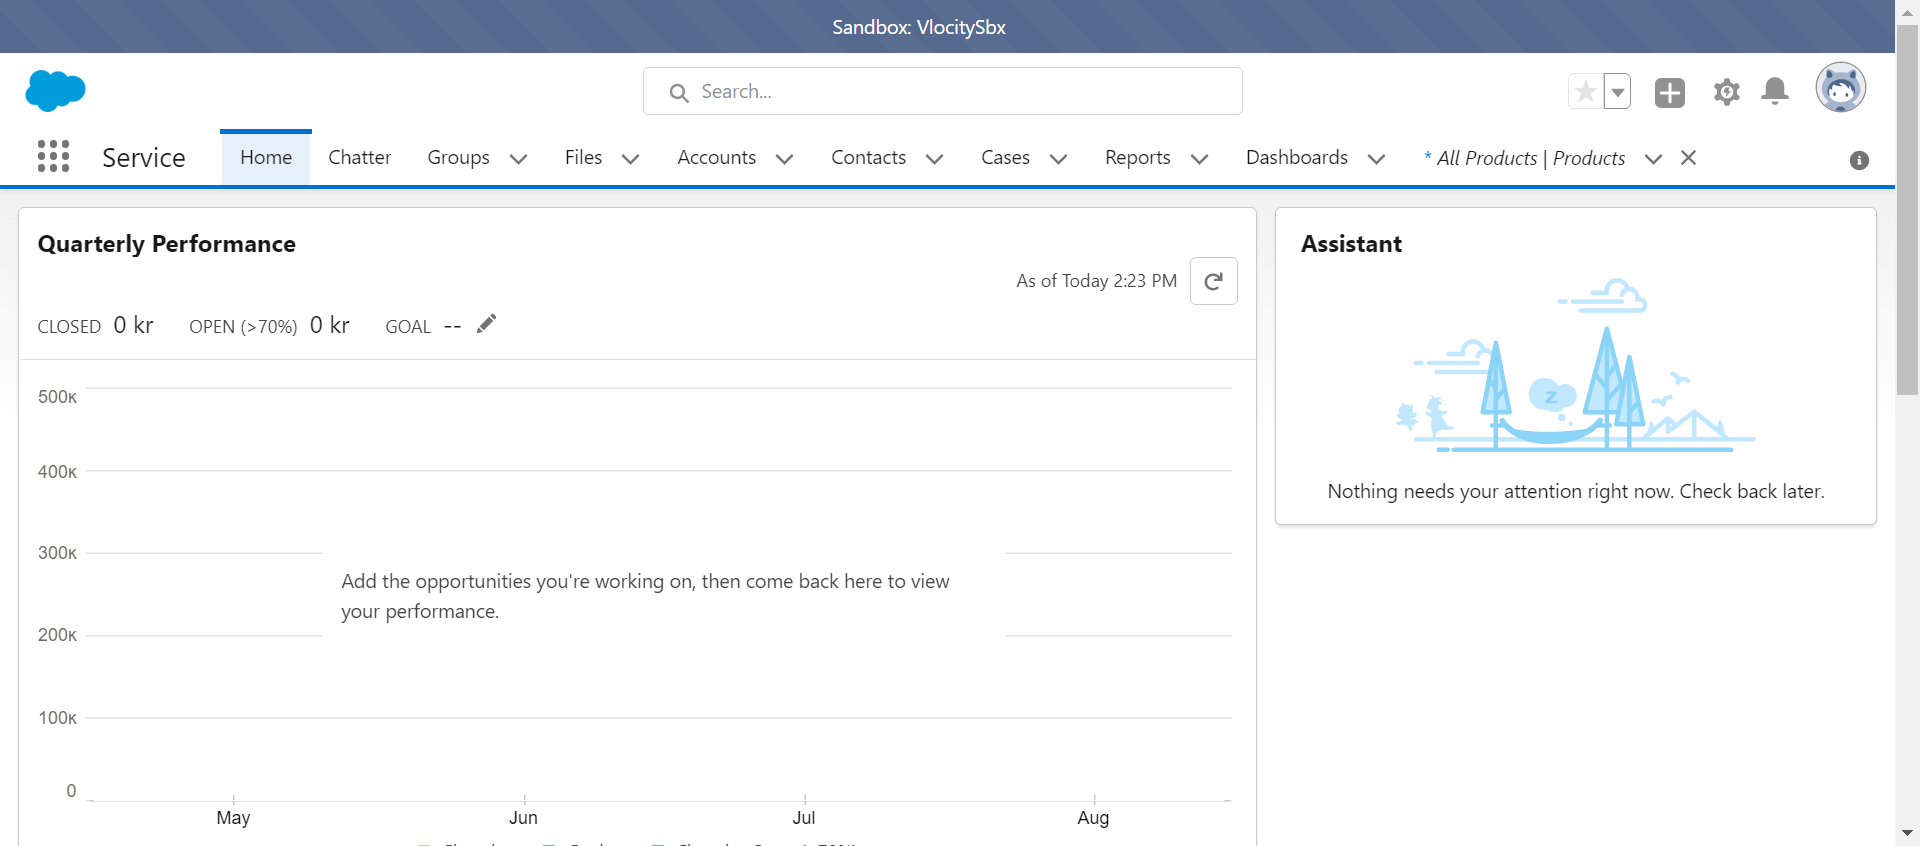 Sandbox: VlocitySbx
Search...
Service Home Chatter Groups Files Accounts Contacts Cases Reports Dashboards * All Products | Products
Quarterly Performance
As of Today 2:23 PM
CLOSED 0 kr OPEN (>70%) 0 kr GOAL --
500K
400K
300K
200K
100K
0
Add the opportunities you're working on, then come back here to view
your performance.
May Jun Jul Aug
Assistant
z
Nothing needs your attention right now. Check back later.